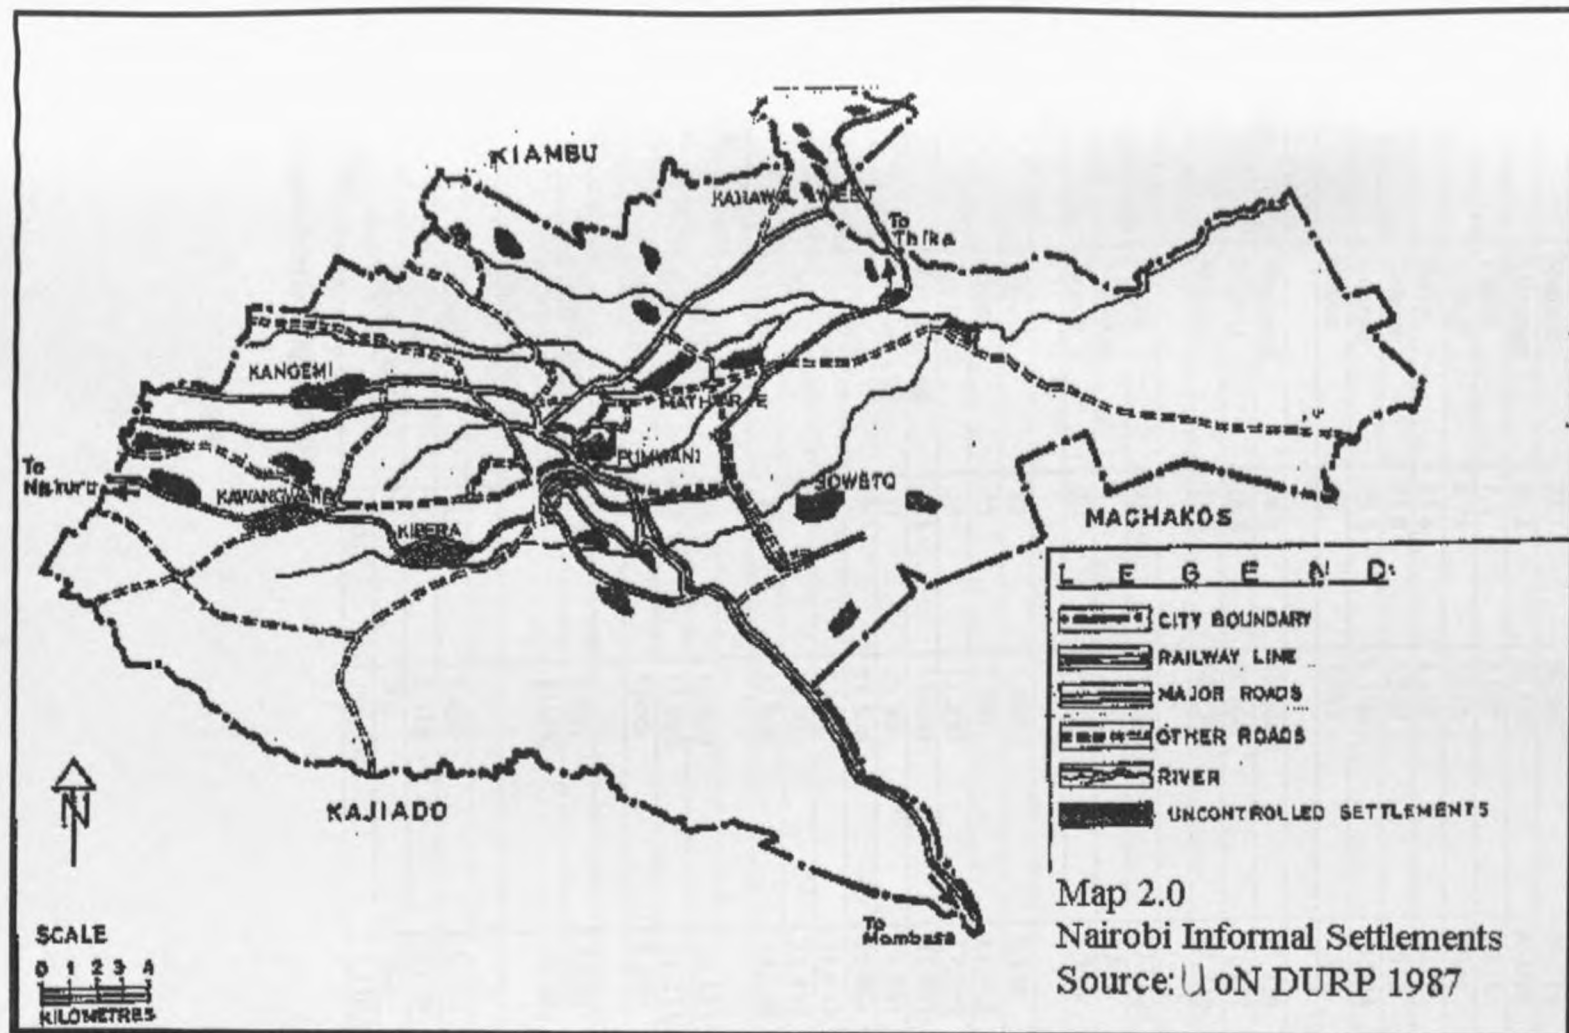 KIAMBU
KAHAWA WEST
To
Thika
KANGEMI
MATHARE
PUMWANI
To
Nakuru
KAWANGWARE
KIBERA
SOWETO
MACHAKOS
LEGEND
CITY BOUNDARY
RAILWAY LINE
MAJOR ROADS
OTHER ROADS
RIVER
UNCONTROLLED SETTLEMENTS
KAJIADO
N
To
Mombasa
SCALE
0 1 2 3 4
KILOMETRES
Map 2.0
Nairobi Informal Settlements
Source: UoN DURP 1987